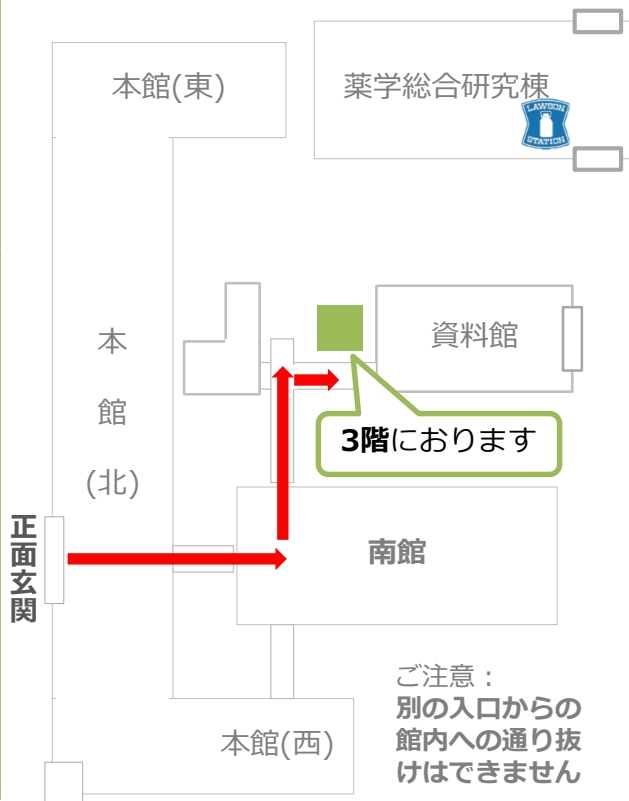 本館(東)
薬学総合研究棟
LAWSON
STATION
資料館
3階におります
本
館
(北)
正面玄関
南館
ご注意：
別の入口からの
館内への通り抜
けはできません
本館(西)